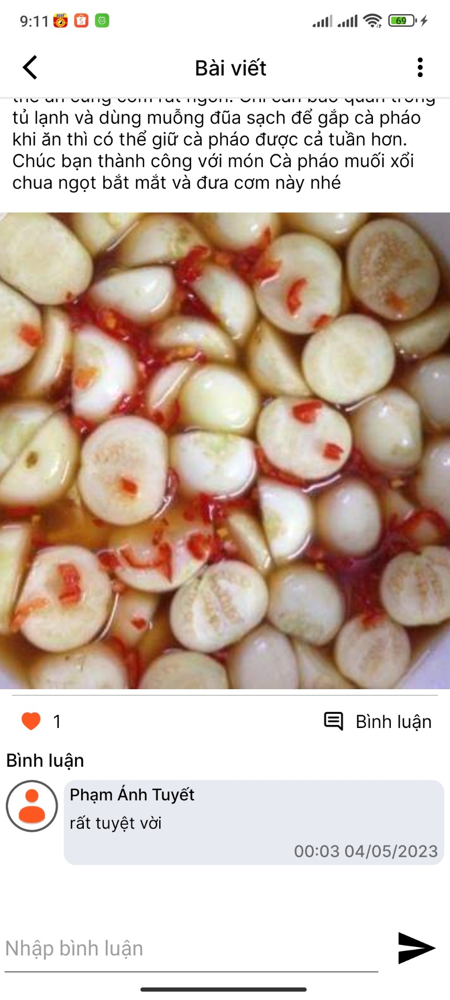 9:11
2023
69
Bài viết
tủ lạnh và dùng muỗng đũa sạch để gắp cà pháo
khi ăn thì có thể giữ cà pháo được cả tuần hơn.
Chúc bạn thành công với món Cà pháo muối xổi
chua ngọt bắt mắt và đưa cơm này nhé
1
Bình luận
Bình luận
Phạm Ánh Tuyết
rất tuyệt vời
00:03 04/05/2023
Nhập bình luận